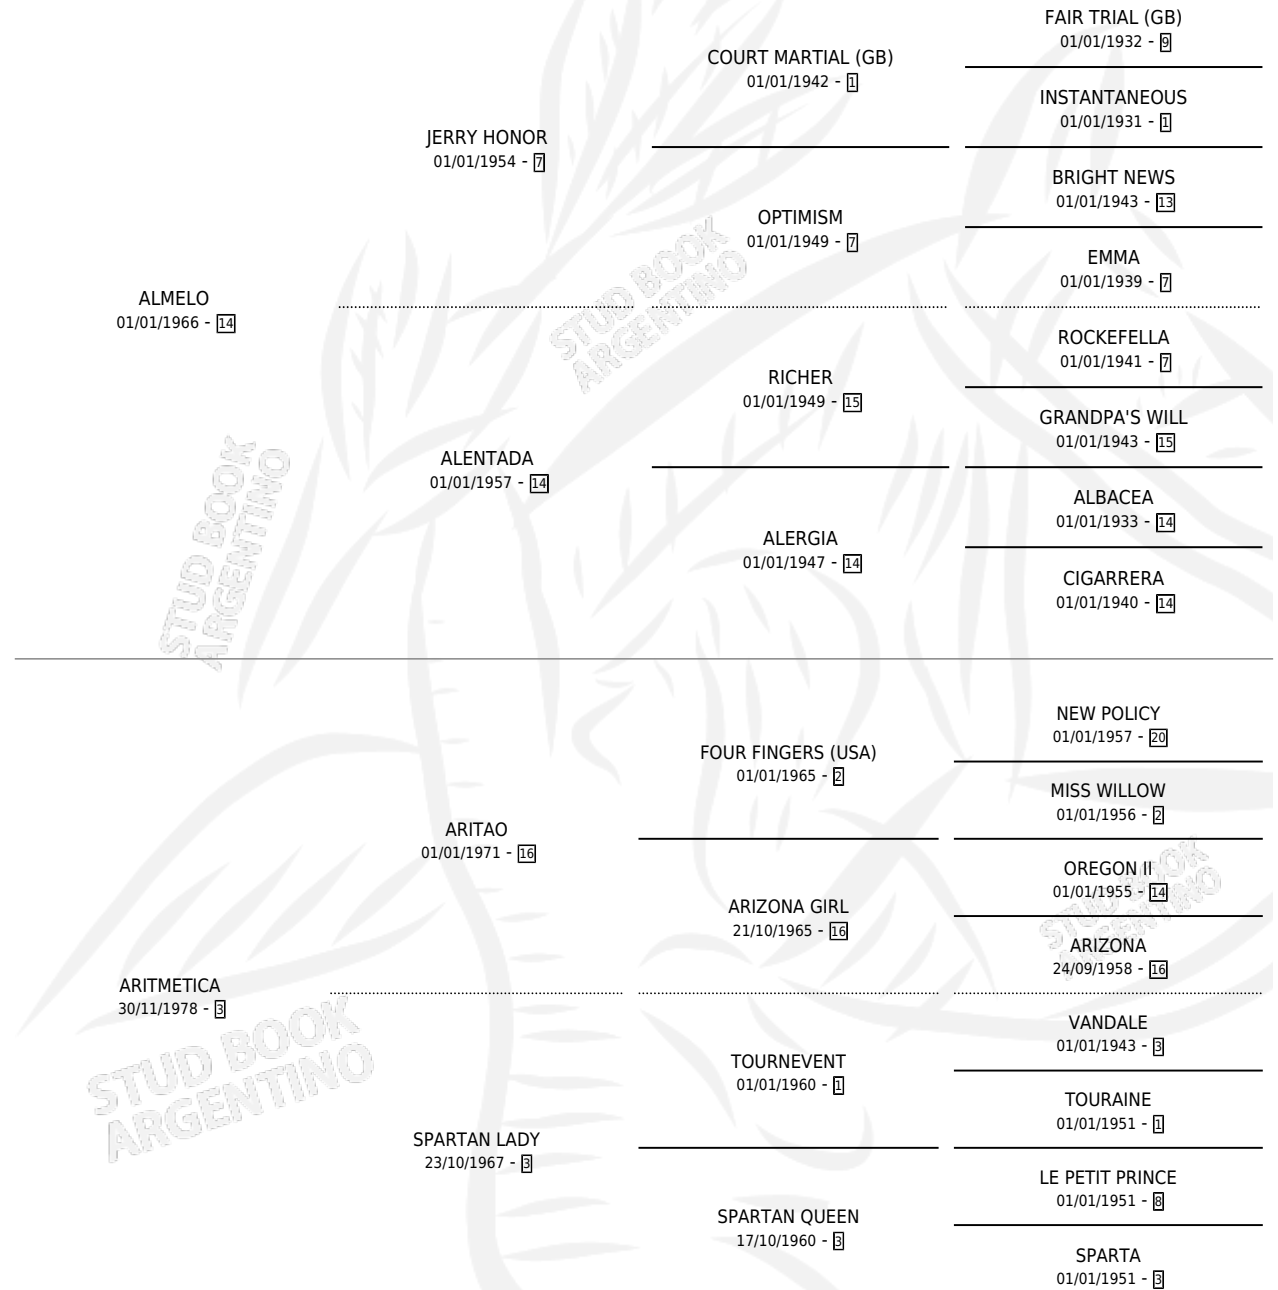 FAIR TRIAL (GB)
01/01/1932 - 9
COURT MARTIAL (GB)
01/01/1942 - 1
INSTANTANEOUS
01/01/1931 - 1
JERRY HONOR
01/01/1954 - 7
BRIGHT NEWS
01/01/1943 - 13
OPTIMISM
01/01/1949 - 7
EMMA
01/01/1939 - 7
ALMELO
01/01/1966 - 14
ROCKEFELLA
01/01/1941 - 7
RICHER
01/01/1949 - 15
GRANDPA'S WILL
01/01/1943 - 15
ALENTADA
01/01/1957 - 14
ALBACEA
01/01/1933 - 14
ALERGIA
01/01/1947 - 14
CIGARRERA
01/01/1940 - 14
STUD BOOK
ARGENTINO
STUD BOOK
ARGENTINO
NEW POLICY
01/01/1957 - 20
FOUR FINGERS (USA)
01/01/1965 - 2
MISS WILLOW
01/01/1956 - 2
ARITAO
01/01/1971 - 16
OREGON II
01/01/1955 - 14
ARIZONA GIRL
21/10/1965 - 16
ARIZONA
24/09/1958 - 16
STUD BOOK
ARGENTINO
ARITMETICA
30/11/1978 - 3
VANDALE
01/01/1943 - 3
TOURNEVENT
01/01/1960 - 1
TOURAINE
01/01/1951 - 1
STUD BOOK
ARGENTINO
SPARTAN LADY
23/10/1967 - 3
LE PETIT PRINCE
01/01/1951 - 8
SPARTAN QUEEN
17/10/1960 - 3
SPARTA
01/01/1951 - 3